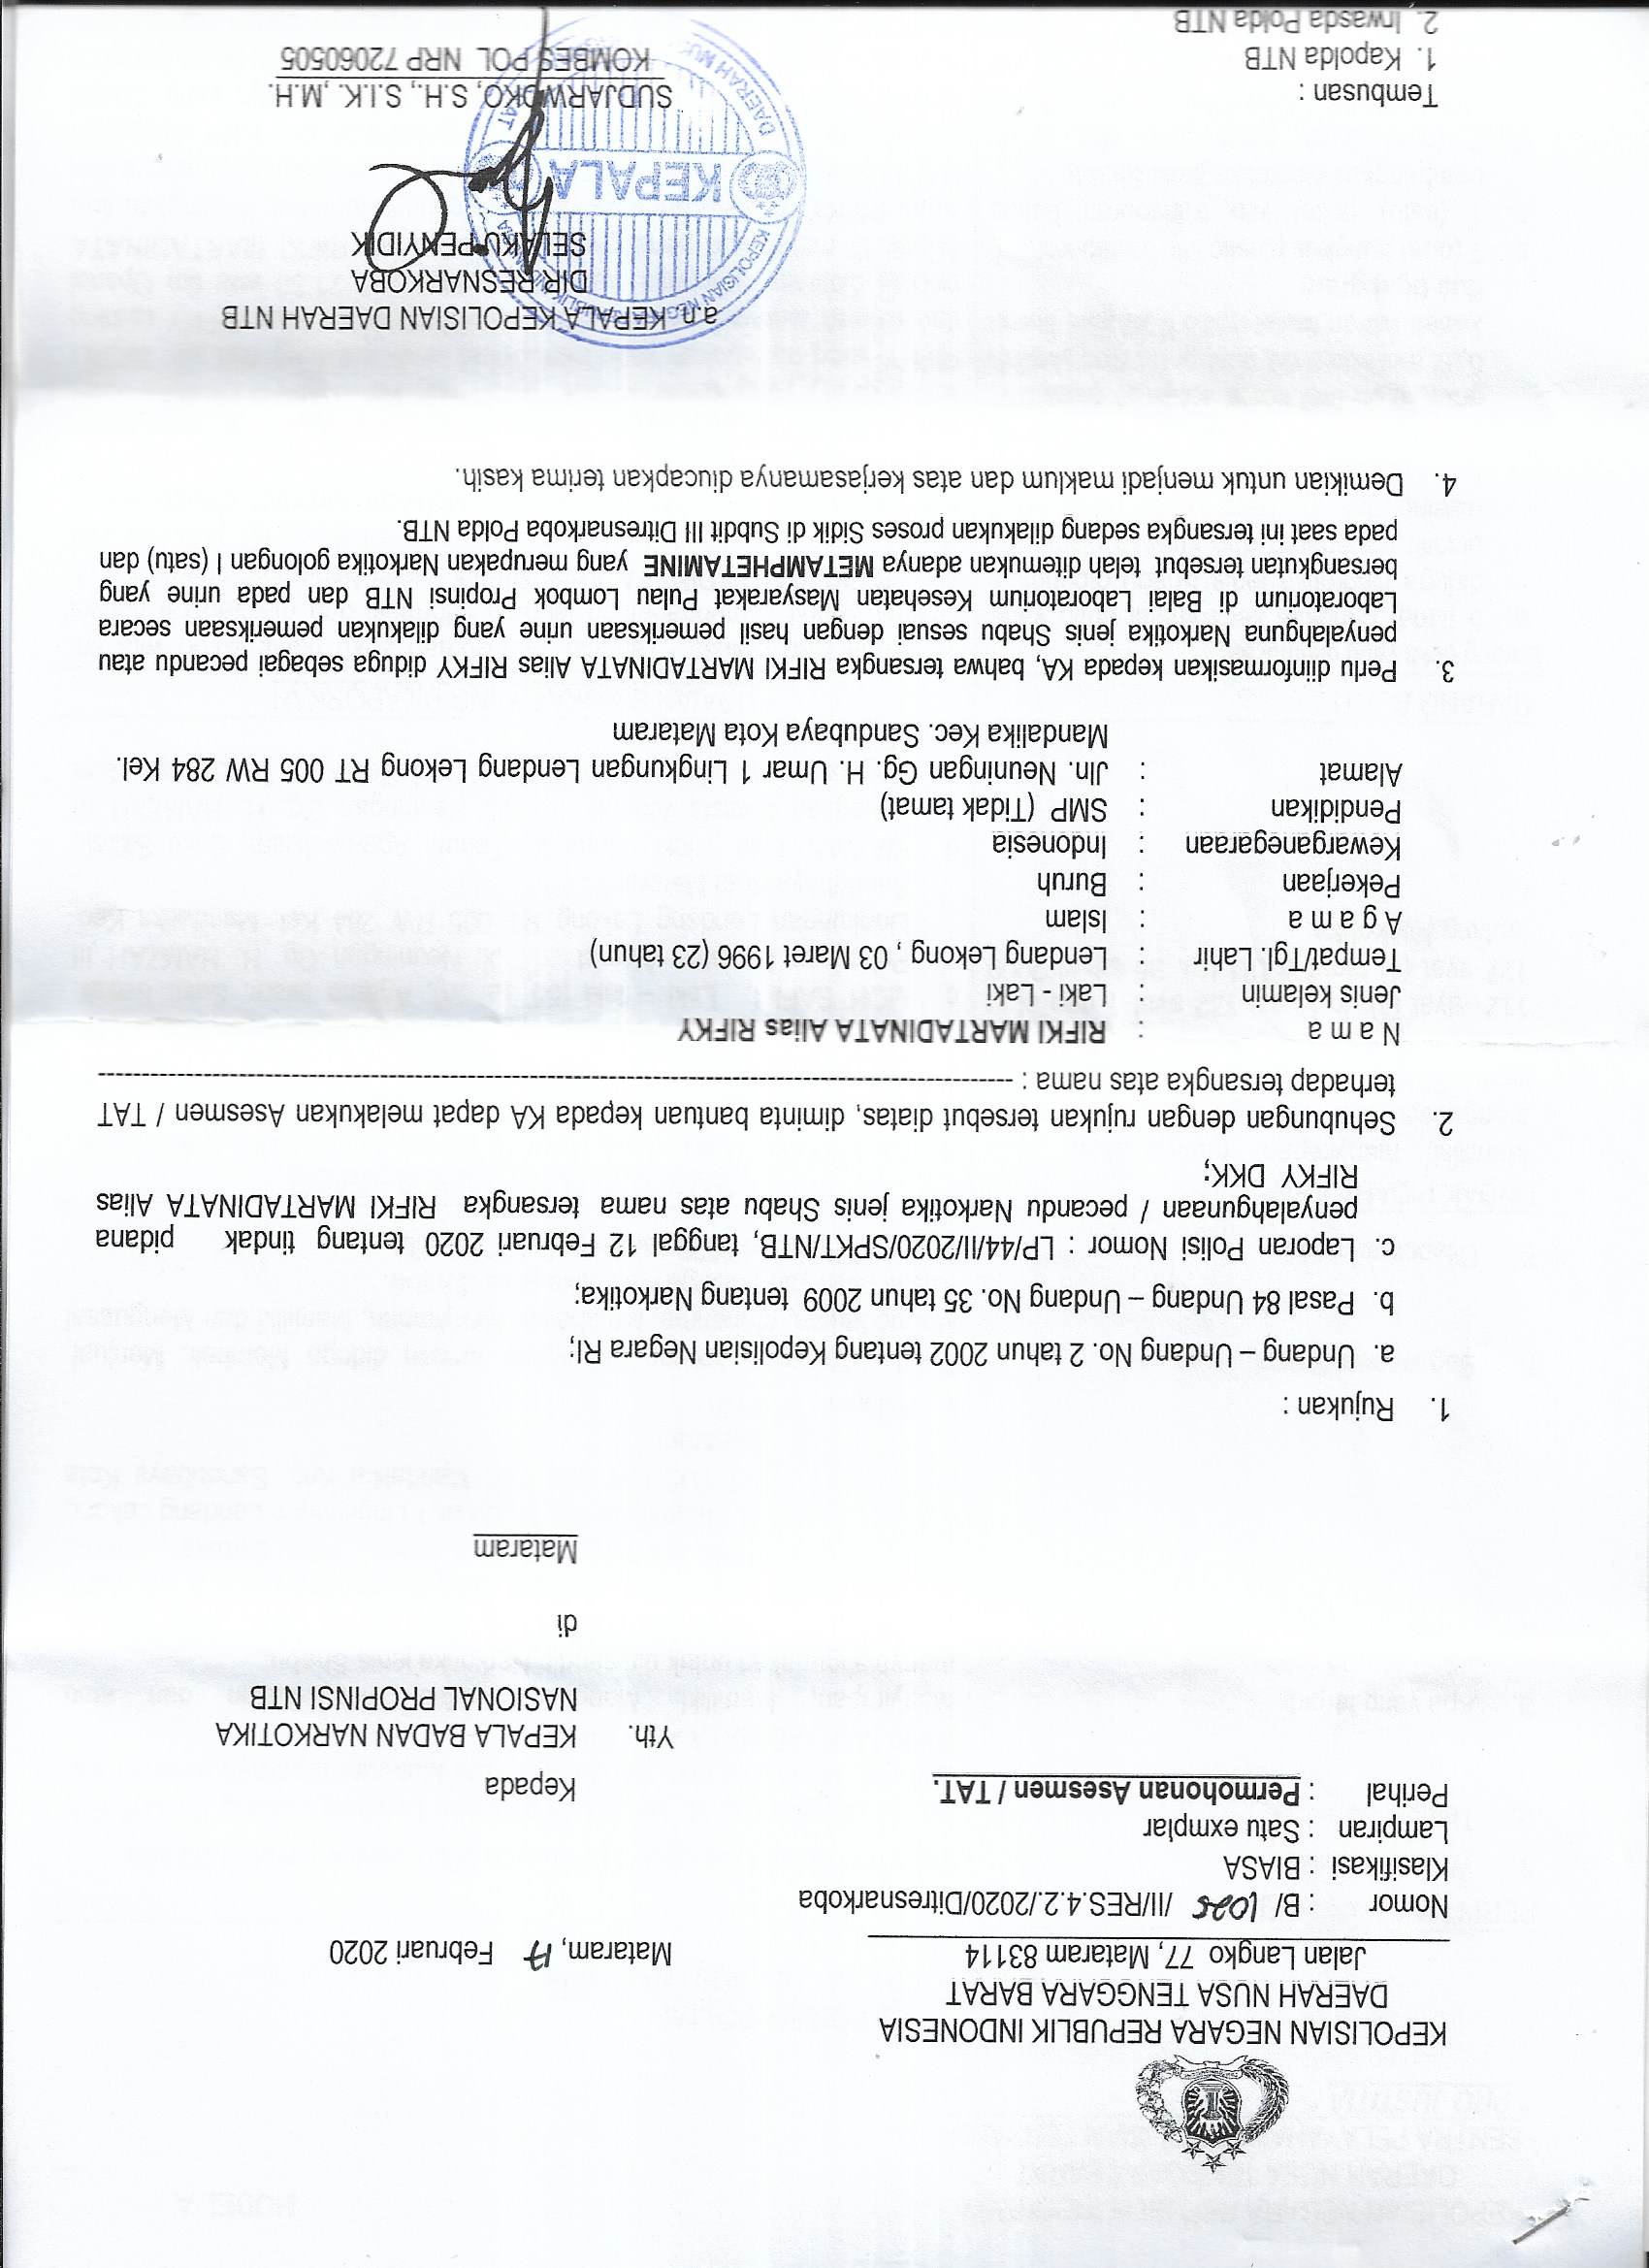 KEPOLISIAN NEGARA REPUBLIK INDONESIA
DAERAH NUSA TENGGARA BARAT
Jalan Langko 77, Mataram 83114
Mataram, 17 Februari 2020
Nomor : B/ 1025 /II/RES.4.2./2020/Ditresnarkoba
Klasifikasi : BIASA
Lampiran : Satu exmplar
Perihal : Permohonan Asesmen / TAT.
Kepada
Yth. KEPALA BADAN NARKOTIKA
NASIONAL PROPINSI NTB
di
Mataram
1. Rujukan :
a. Undang – Undang No. 2 tahun 2002 tentang Kepolisian Negara RI;
b. Pasal 84 Undang – Undang No. 35 tahun 2009 tentang Narkotika;
c. Laporan Polisi Nomor : LP/44/II/2020/SPKT/NTB, tanggal 12 Februari 2020 tentang tindak pidana
penyalahgunaan / pecandu Narkotika jenis Shabu atas nama tersangka RIFKI MARTADINATA Alias
RIFKY DKK;
2. Sehubungan dengan rujukan tersebut diatas, diminta bantuan kepada KA dapat melakukan Asesmen / TAT
terhadap tersangka atas nama : ------------------------------------------------------------
N a m a : RIFKI MARTADINATA Alias RIFKY
Jenis kelamin : Laki - Laki
Tempat/Tgl. Lahir : Lendang Lekong , 03 Maret 1996 (23 tahun)
A g a m a : Islam
Pekerjaan : Buruh
Kewarganegaraan : Indonesia
Pendidikan : SMP (Tidak tamat)
Alamat : Jln. Neuningan Gg. H. Umar 1 Lingkungan Lendang Lekong RT 005 RW 284 Kel.
Mandalika Kec. Sandubaya Kota Mataram
3. Perlu diinformasikan kepada KA, bahwa tersangka RIFKI MARTADINATA Alias RIFKY diduga sebagai pecandu atau
penyalahguna Narkotika jenis Shabu sesuai dengan hasil pemeriksaan urine yang dilakukan pemeriksaan secara
Laboratorium di Balai Laboratorium Kesehatan Masyarakat Pulau Lombok Propinsi NTB dan pada urine yang
bersangkutan tersebut telah ditemukan adanya METAMPHETAMINE yang merupakan Narkotika golongan I (satu) dan
pada saat ini tersangka sedang dilakukan proses Sidik di Subdit III Ditresnarkoba Polda NTB.
4. Demikian untuk menjadi maklum dan atas kerjasamanya diucapkan terima kasih.
a.n. KEPALA KEPOLISIAN DAERAH NTB
DIR RESNARKOBA
SELAKU PENYIDIK
KEPALA
SUDJARWOKO, S.H., S.I.K. ,M.H.
KOMBES POL NRP 72060505
Tembusan :
1. Kapolda NTB
2. Irwasda Polda NTB